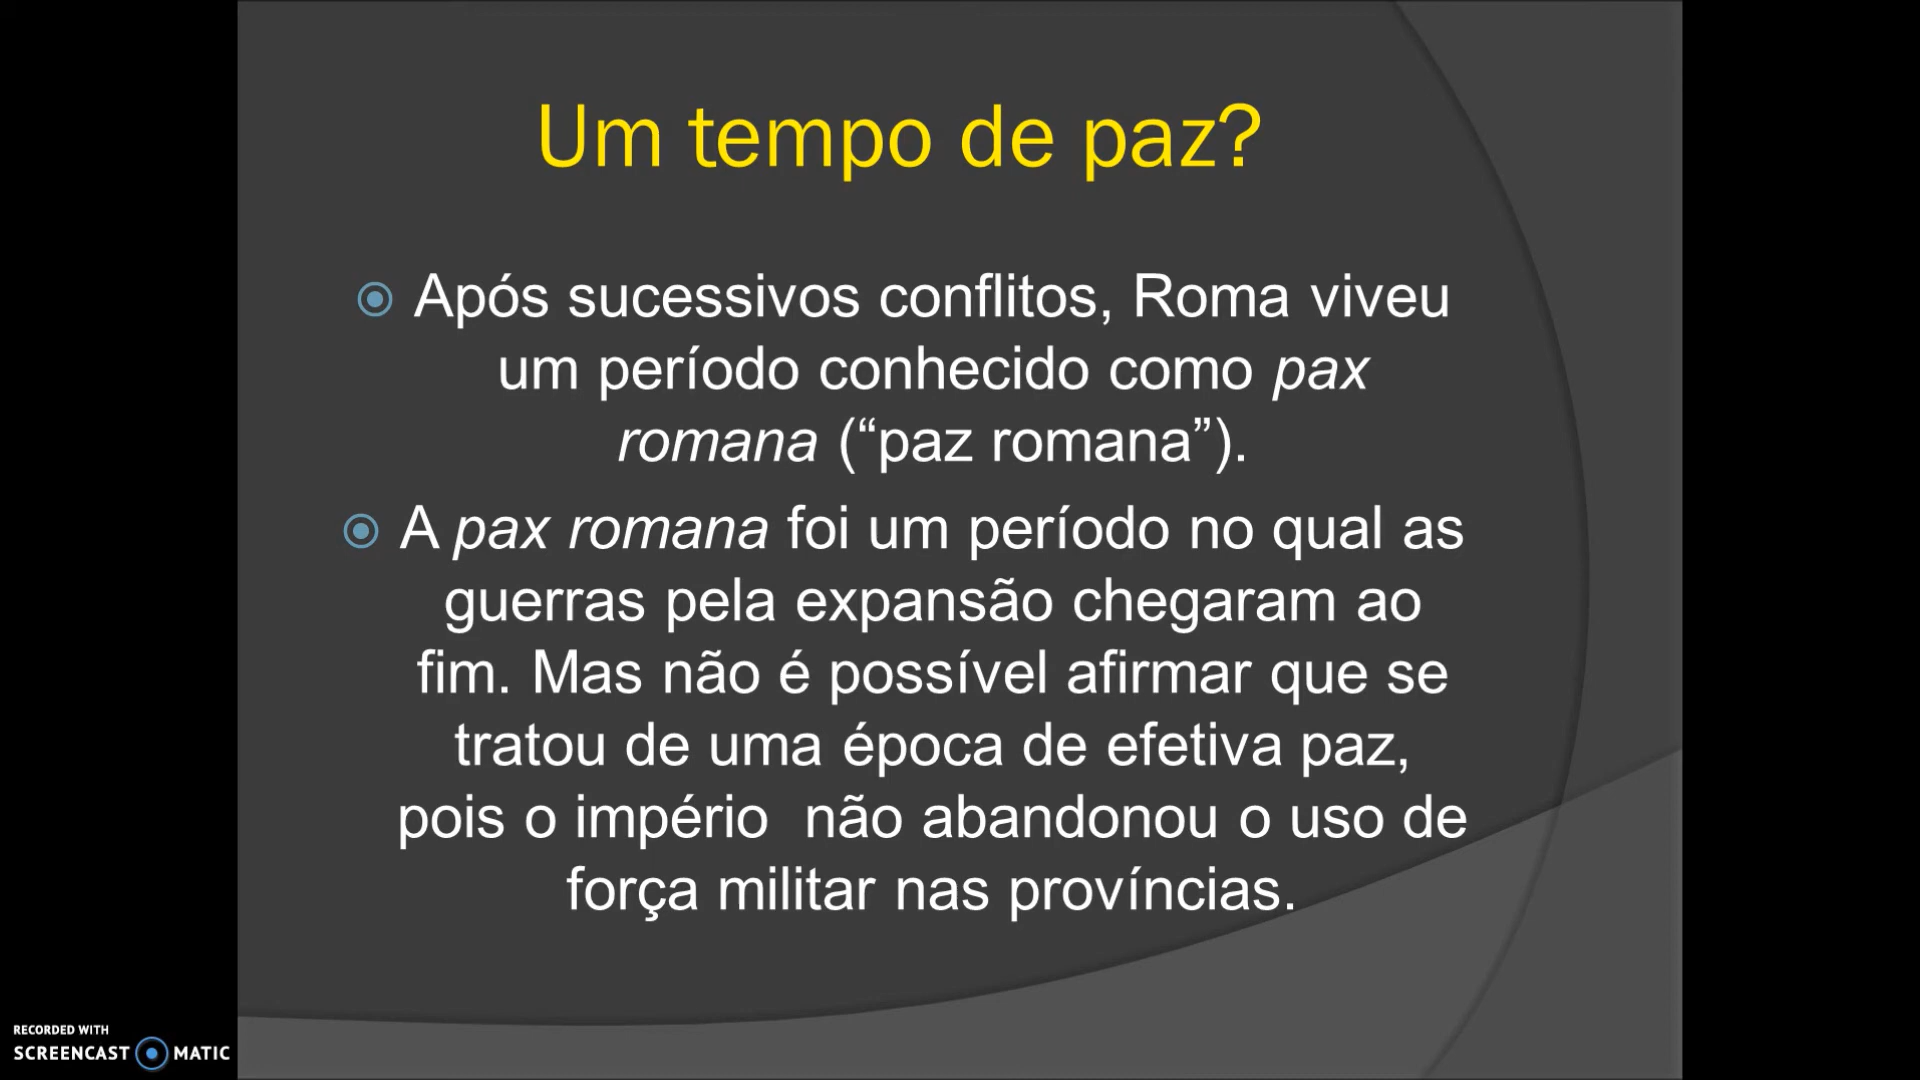 Um tempo de paz?
Após sucessivos conflitos, Roma viveu
um período conhecido como pax
romana (“paz romana”).
A pax romana foi um período no qual as
guerras pela expansão chegaram ao
fim. Mas não é possível afirmar que se
tratou de uma época de efetiva paz,
pois o império  não abandonou o uso de
força militar nas províncias.
RECORDED WITH
SCREENCAST MATIC